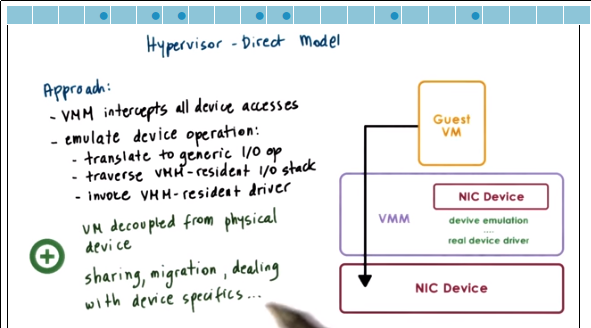 Hypervisor - Direct Model
Approach:
- VMM intercepts all device accesses
- emulate device operation:
- translate to generic I/O op
- traverse VMM-resident I/O stack
- invoke VMM-resident driver
VM decoupled from physical
device
sharing, migration, dealing
with device specifics...
Guest
VM
NIC Device
VMM
devive emulation
....
real device driver
NIC Device